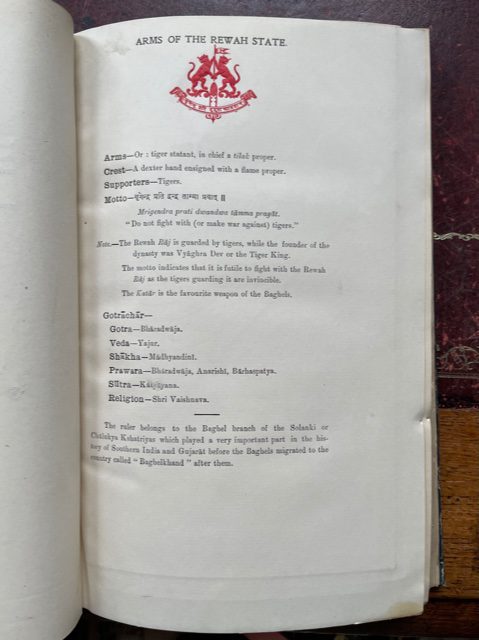 ARMS OF THE REWAH STATE.
Arms—Or : tiger statant, in chief a tilak proper.
Crest—A dexter hand ensigned with a flame proper.
Supporters—Tigers.
Motto—मृगेन्द्र प्रति द्वन्द्व ताम्मा प्रयात् ॥
Mrigendra prati dwandwa tāmma prayāt.
"Do not fight with (or make war against) tigers."
Note.—The Rewah Rāj is guarded by tigers, while the founder of the
dynasty was Vyāghra Dev or the Tiger King.
The motto indicates that it is futile to fight with the Rewah
Rāj as the tigers guarding it are invincible.
The Katār is the favourite weapon of the Baghels.
Gotrāchār—
Gotra—Bhāradwāja.
Veda—Yajur.
Shākha—Mādhyandinī.
Prawara—Bhāradwāja, Anarishī, Bārhaspatya.
Sūtra—Kātyāyana.
Religion—Shri Vaishnava.
The ruler belongs to the Baghel branch of the Solanki or
Chālukya Kshatriyas which played a very important part in the his-
tory of Southern India and Gujarāt before the Baghels migrated to the
country called "Baghelkhand" after them.